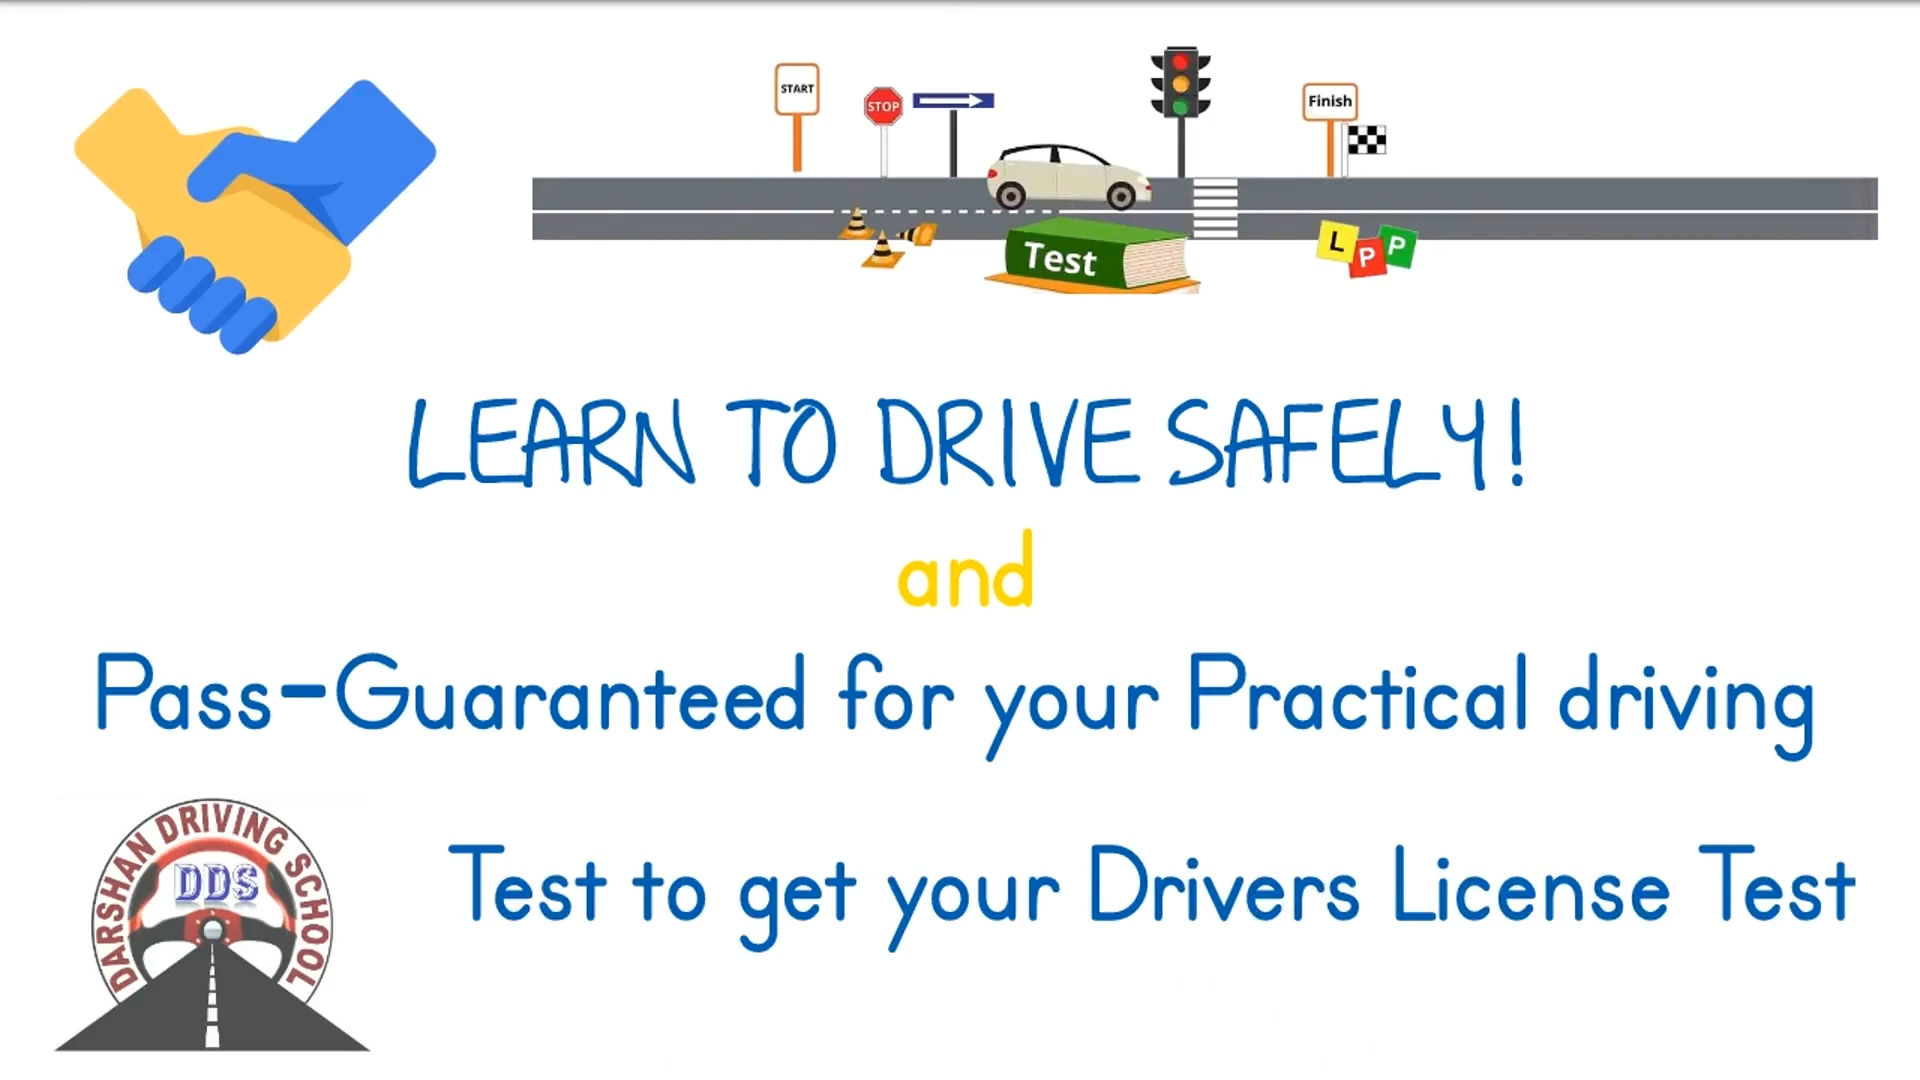 START
STOP
Finish
Test
L
P
P
LEARN TO DRIVE SAFELY!
and
Pass-Guaranteed for your Practical driving
Test to get your Drivers License Test
DARSHAN DRIVING SCHOOL
DDS